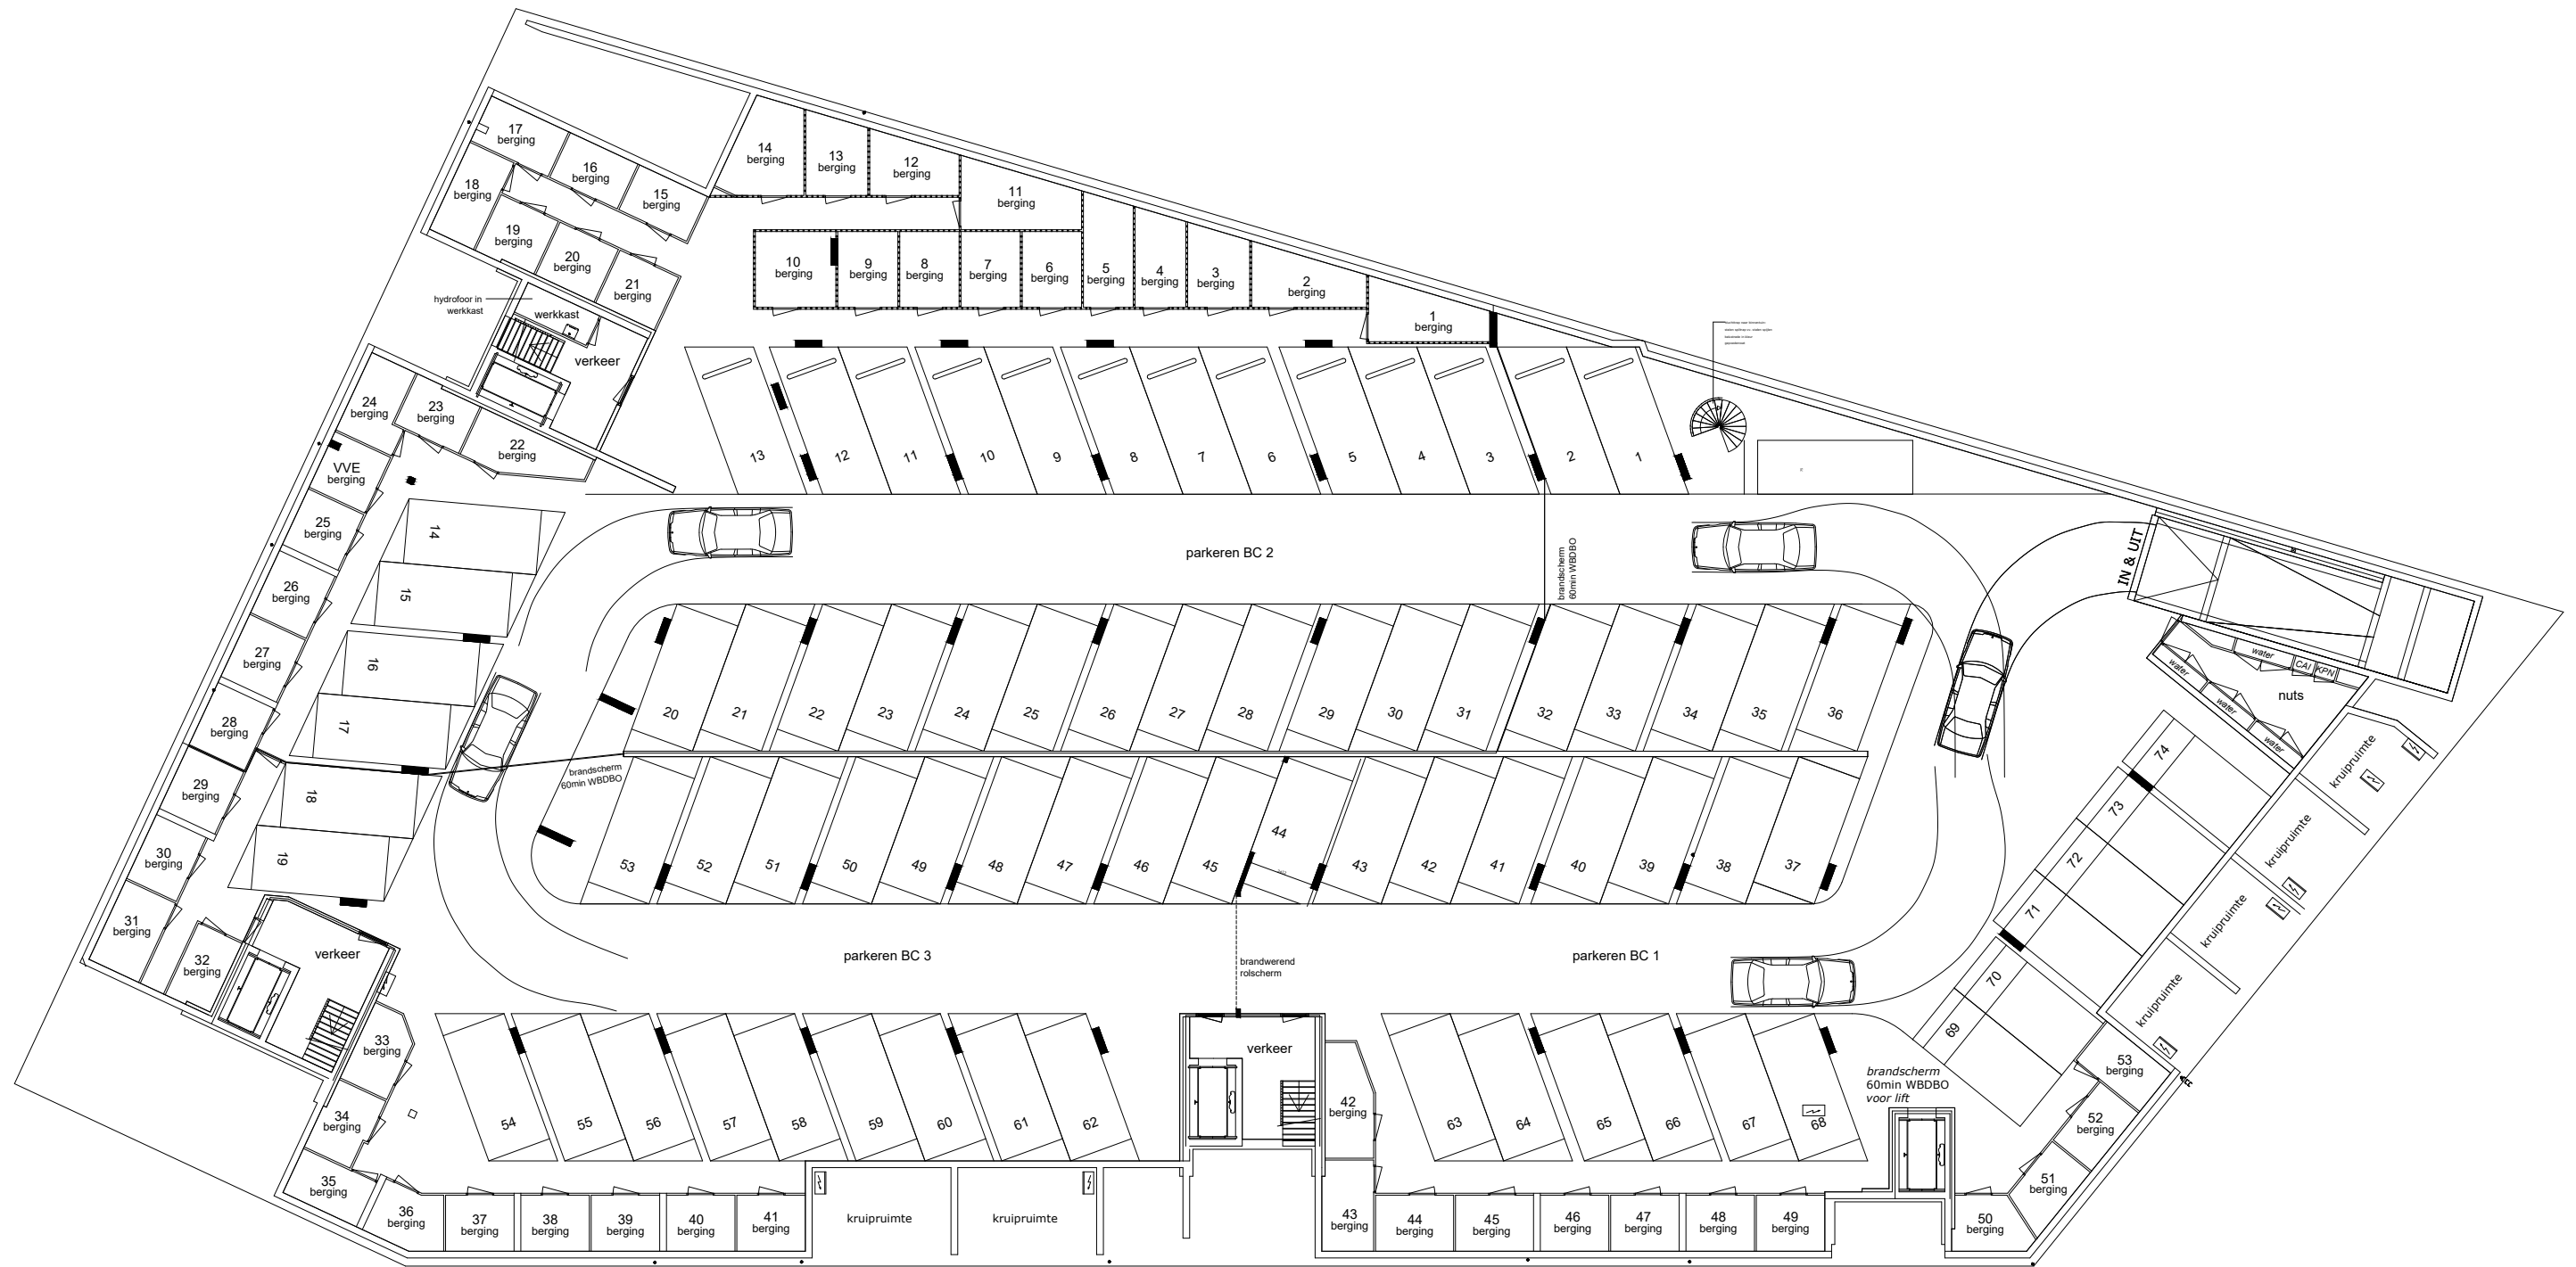 17
berging
16
berging
15
berging
18
berging
19
berging
20
berging
21
berging
14
berging
13
berging
12
berging
11
berging
10
berging
9
berging
8
berging
7
berging
6
berging
5
berging
4
berging
3
berging
2
berging
1
berging
hydrofoor in
werkkast
werkkast
verkeer
24
berging
23
berging
22
berging
VVE
berging
25
berging
26
berging
27
berging
28
berging
29
berging
30
berging
31
berging
32
berging
13
12
11
10
9
8
7
6
5
4
3
2
1
14
15
16
17
18
19
parkeren BC 2
brandscherm
60min WBDBO
IN & UIT
water
CAI
KPN
water
water
water
nuts
20
21
22
23
24
25
26
27
28
29
30
31
32
33
34
35
36
brandscherm
60min WBDBO
53
52
51
50
49
48
47
46
45
44
43
42
41
40
39
38
37
74
73
72
71
70
69
kruipruimte
kruipruimte
kruipruimte
kruipruimte
verkeer
parkeren BC 3
brandwerend
rolscherm
parkeren BC 1
33
berging
34
berging
35
berging
36
berging
37
berging
38
berging
39
berging
40
berging
41
berging
54
55
56
57
58
59
60
61
62
verkeer
42
berging
43
berging
63
64
65
66
67
68
brandscherm
60min WBDBO
voor lift
53
berging
52
berging
51
berging
50
berging
kruipruimte
kruipruimte
44
berging
45
berging
46
berging
47
berging
48
berging
49
berging